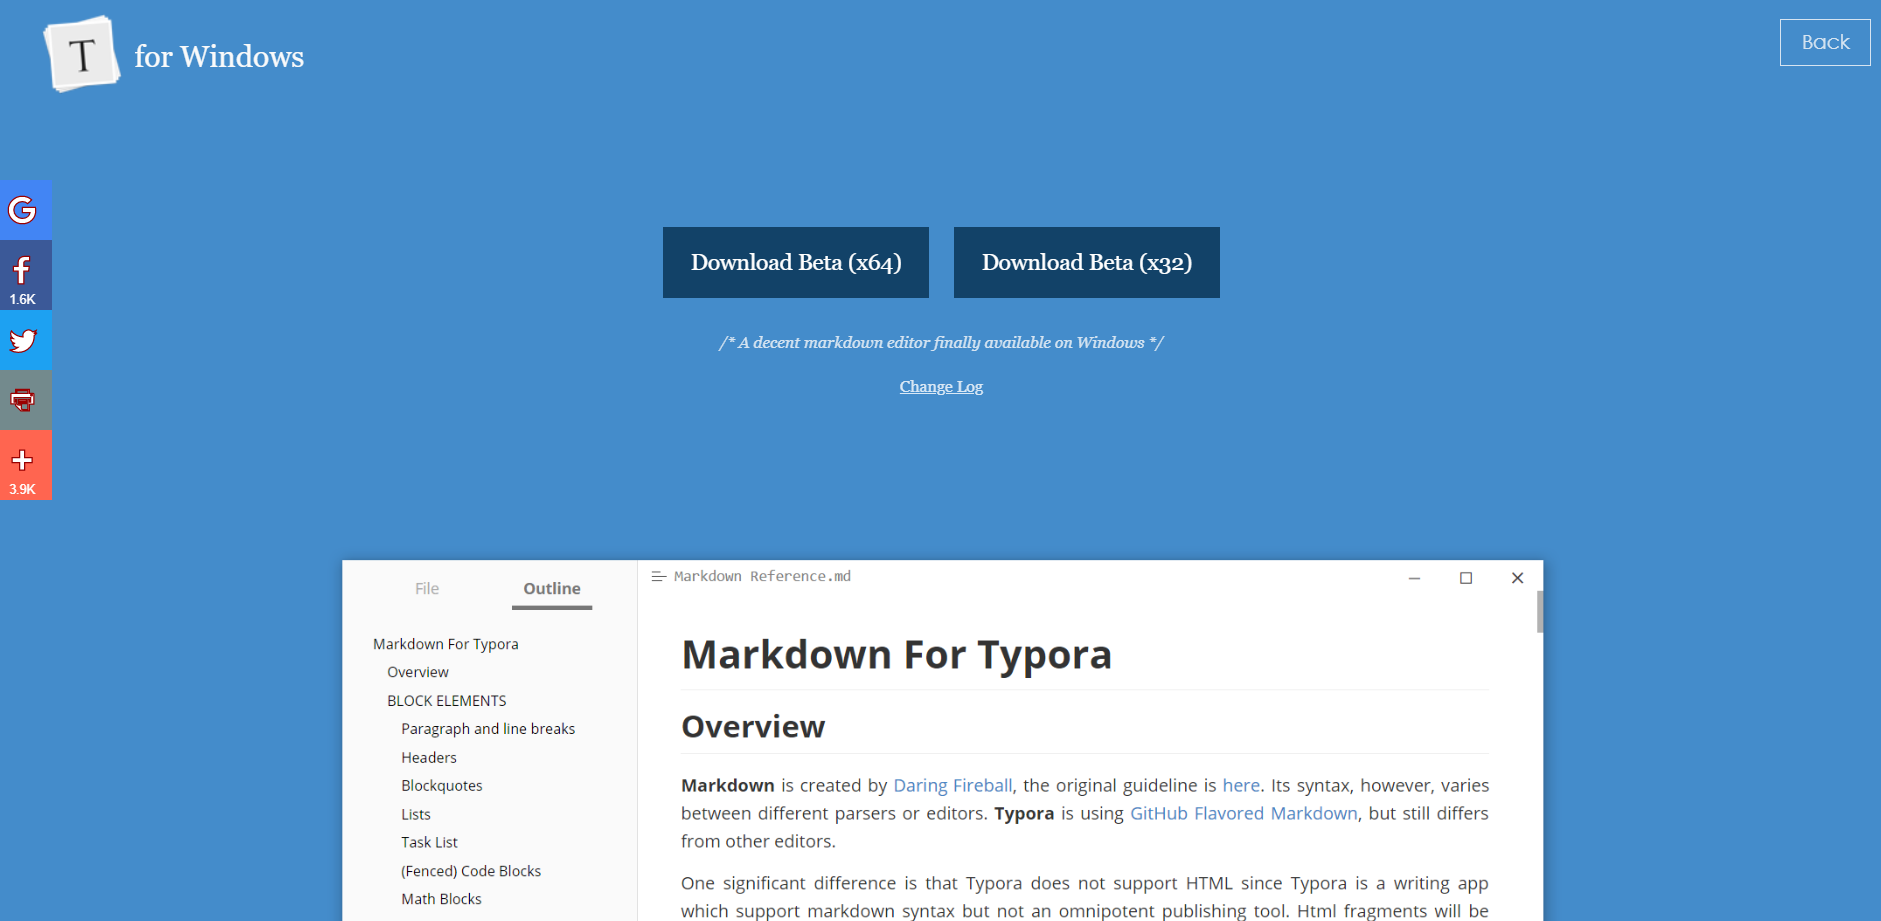 T for Windows
Back
1.6K
3.9K
Download Beta (x64)
Download Beta (x32)
/* A decent markdown editor finally available on Windows */
Change Log
File
Outline
Markdown For Typora
Overview
BLOCK ELEMENTS
Paragraph and line breaks
Headers
Blockquotes
Lists
Task List
(Fenced) Code Blocks
Math Blocks
Markdown Reference.md
Markdown For Typora
Overview
Markdown is created by Daring Fireball, the original guideline is here. Its syntax, however, varies
between different parsers or editors. Typora is using GitHub Flavored Markdown, but still differs
from other editors.
One significant difference is that Typora does not support HTML since Typora is a writing app
which support markdown syntax but not an omnipotent publishing tool. Html fragments will be